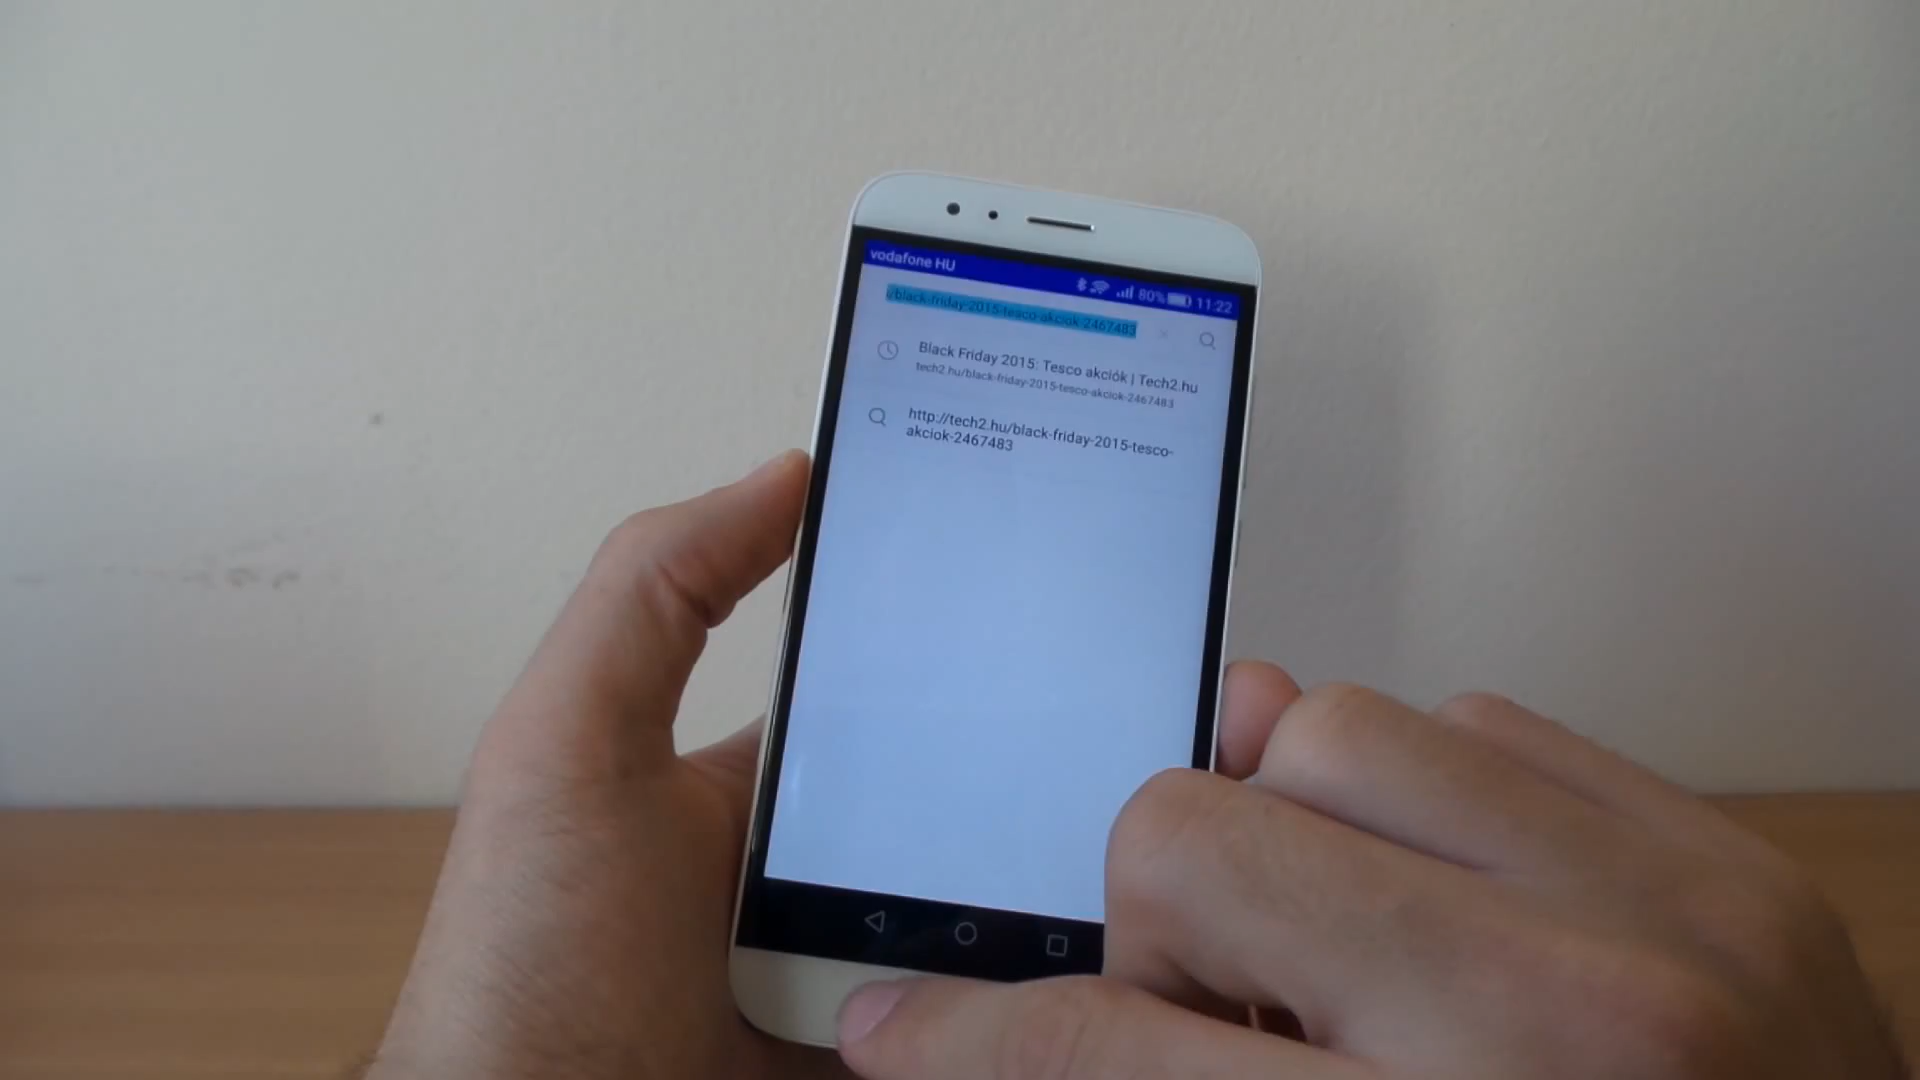 vodafone HU
80% 11:22
/black-friday-2015-tesco-akciok-2467483
Black Friday 2015: Tesco akciók | Tech2.hu
tech2.hu/black-friday-2015-tesco-akciok-2467483
http://tech2.hu/black-friday-2015-tesco-
akciok-2467483